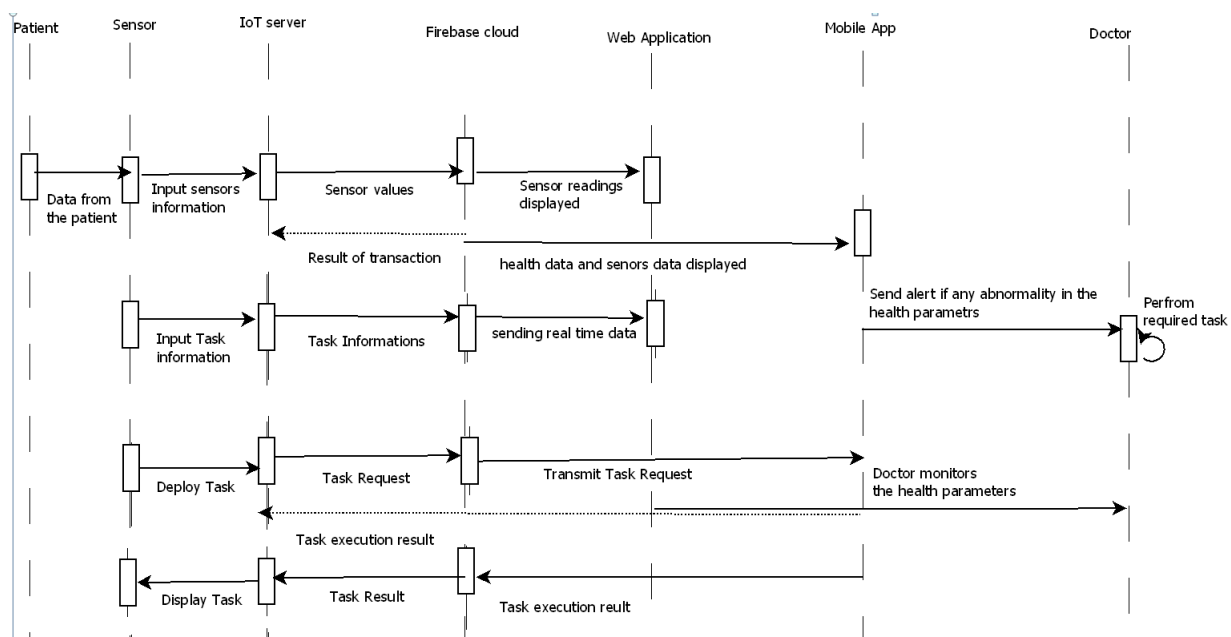 Patient
Sensor
IoT server
Firebase cloud
Web Application
Mobile App
Doctor
Data from
the patient
Input sensors
information
Sensor values
Sensor readings
displayed
Result of transaction
health data and senors data displayed
Send alert if any abnormality in the
health parametrs
Perfrom
required task
Input Task
information
Task Informations
sending real time data
Deploy Task
Task Request
Transmit Task Request
Doctor monitors
the health parameters
Task execution result
Display Task
Task Result
Task execution reult